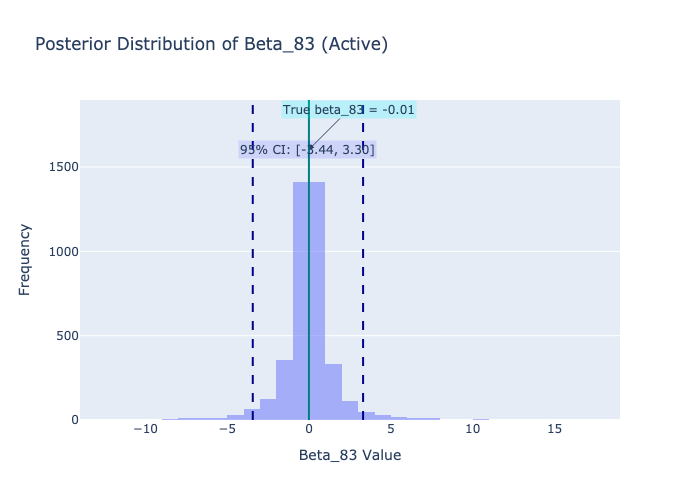 Posterior Distribution of Beta_83 (Active)
True beta_83 = -0.01
95% CI: [-3.44, 3.30]
1500
1000
500
0
Frequency
−10 −5 0 5 10 15
Beta_83 Value